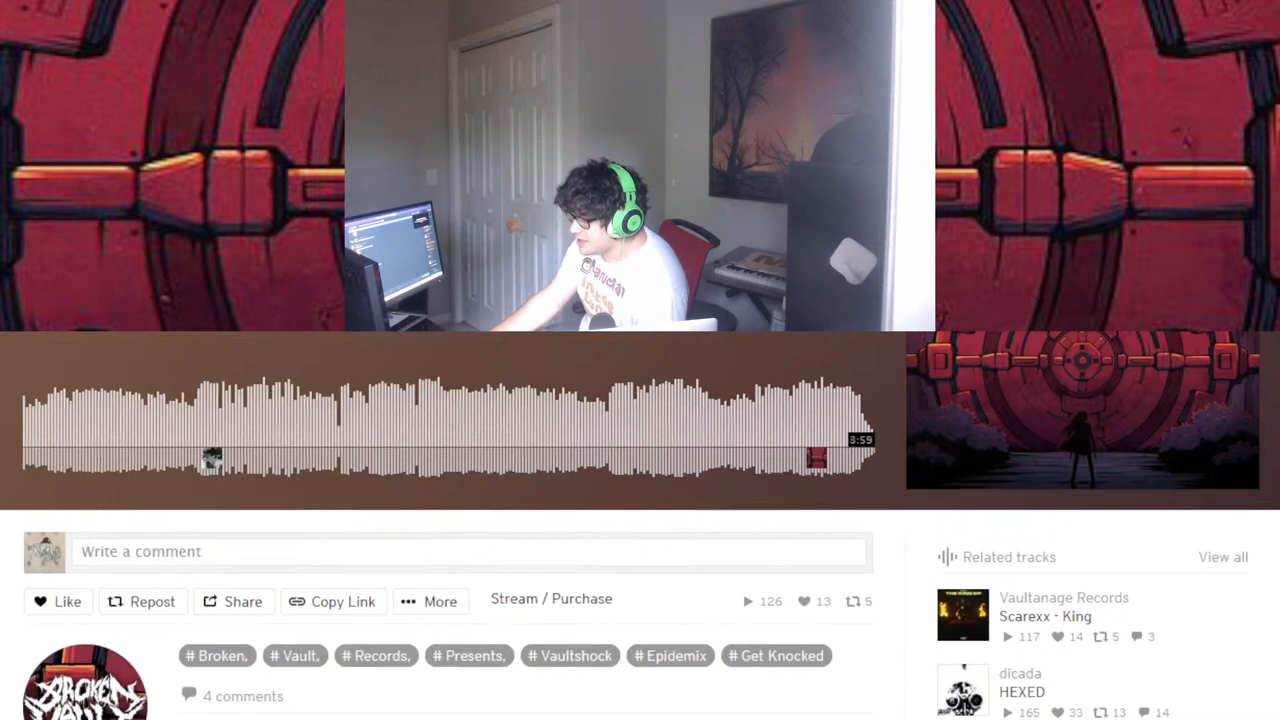 3:59
Write a comment
Like
Repost
Share
Copy Link
More
Stream / Purchase
126
13
5
# Broken,
# Vault,
# Records,
# Presents,
# Vaultshock
# Epidemix
# Get Knocked
4 comments
BROKEN
VAULT
Related tracks
View all
Vaultanage Records
Scarexx - King
117
14
5
3
dicada
HEXED
165
33
13
14